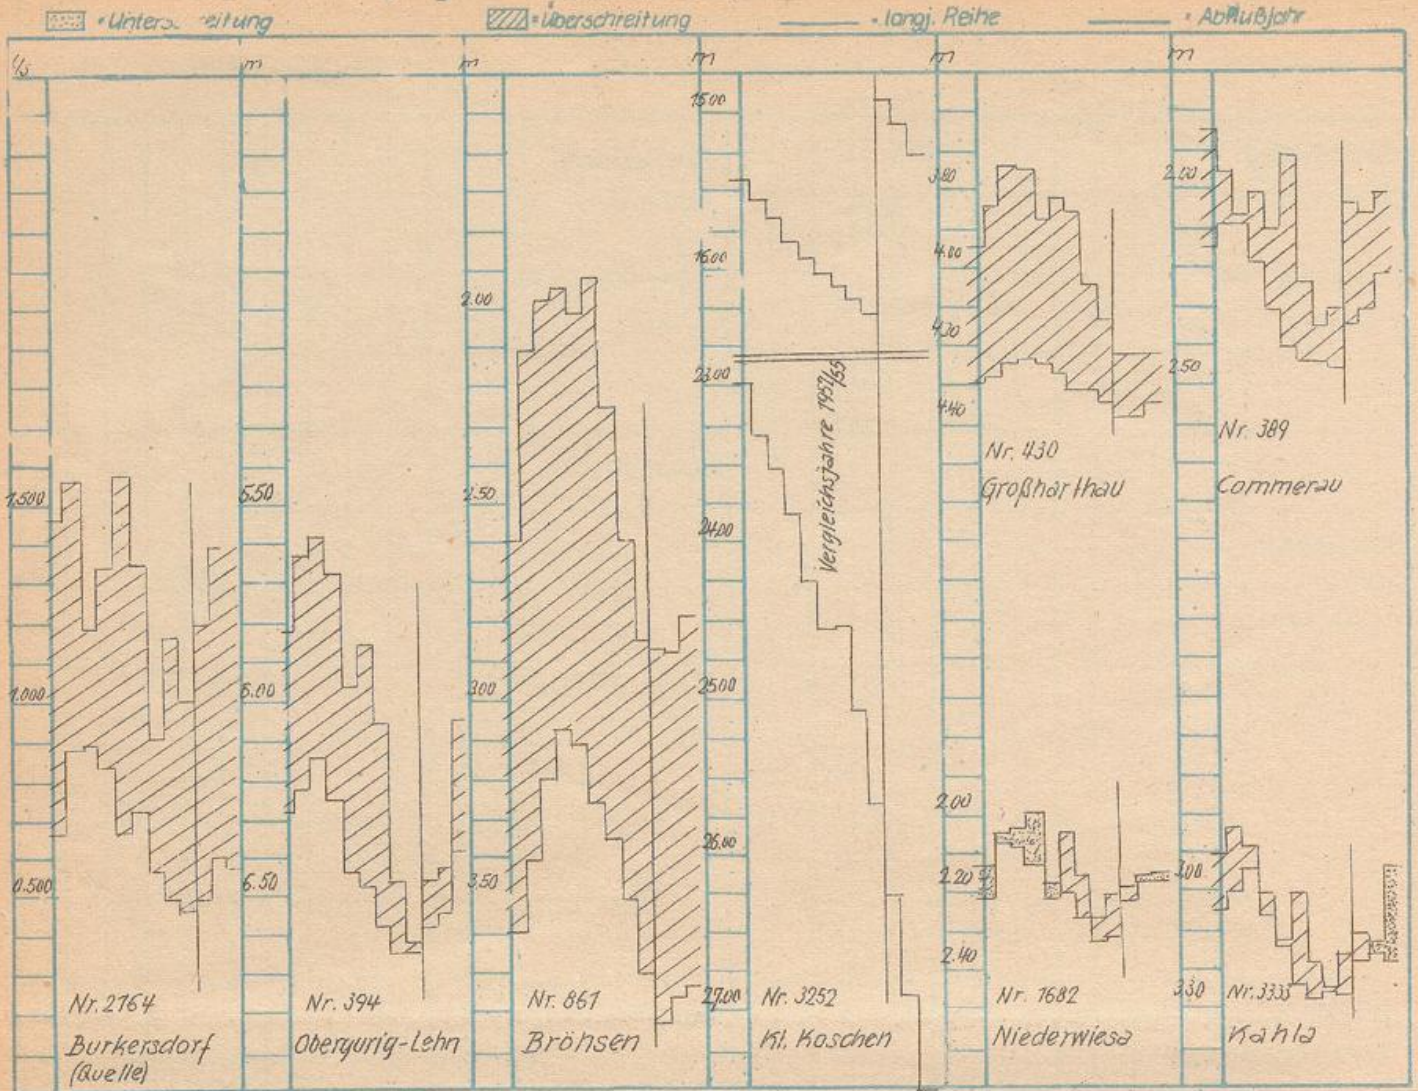 ▪ Unters reitung
▪ Überschreitung
▪ langj. Reihe
▪ Abflußjahr
l/s
m
m
m
m
m
1.500
1.000
0.500
Nr. 2764
Burkersdorf
(Quelle)
5.50
6.00
6.50
Nr. 394
Obergurig-Lehn
2.00
2.50
3.00
3.50
Nr. 861
Bröhsen
15.00
16.00
23.00
24.00
25.00
26.00
27.00
Vergleichsjahre 1952/55
Nr. 3252
Kl. Koschen
3.80
4.00
4.20
4.40
Nr. 430
Großharthau
2.00
2.20
2.40
Nr. 1682
Niederwiesa
2.00
2.50
Nr. 389
Commerau
3.00
3.30
Nr. 3333
Kahla